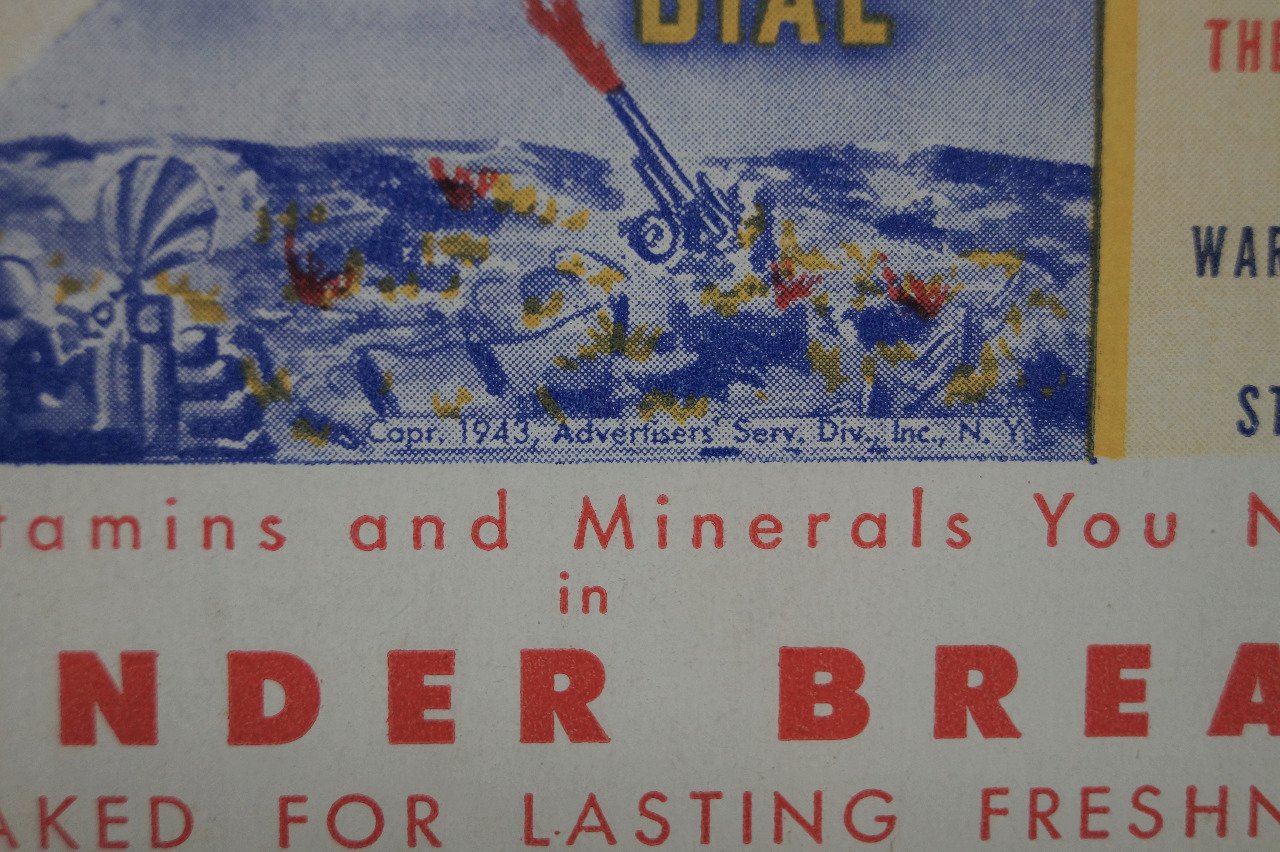 DIAL
THE
WAR
ST
Capr. 1943, Advertisers' Serv. Div., Inc., N. Y.
tamins and Minerals You N
in
NDER BREA
AKED FOR LASTING FRESHN